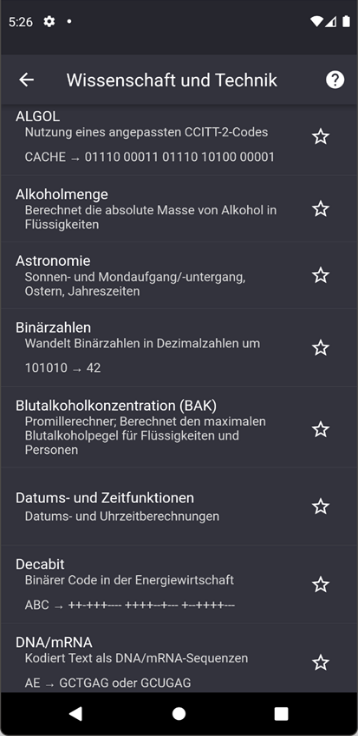 5:26
Wissenschaft und Technik
ALGOL
Nutzung eines angepassten CCITT-2-Codes
CACHE → 01110 00011 01110 10100 00001
Alkoholmenge
Berechnet die absolute Masse von Alkohol in
Flüssigkeiten
Astronomie
Sonnen- und Mondaufgang/-untergang,
Ostern, Jahreszeiten
Binärzahlen
Wandelt Binärzahlen in Dezimalzahlen um
101010 → 42
Blutalkoholkonzentration (BAK)
Promillerechner; Berechnet den maximalen
Blutalkoholpegel für Flüssigkeiten und
Personen
Datums- und Zeitfunktionen
Datums- und Uhrzeitberechnungen
Decabit
Binärer Code in der Energiewirtschaft
ABC → ++-+++---- ++++--+--- +--++++---
DNA/mRNA
Kodiert Text als DNA/mRNA-Sequenzen
AE → GCTGAG oder GCUGAG